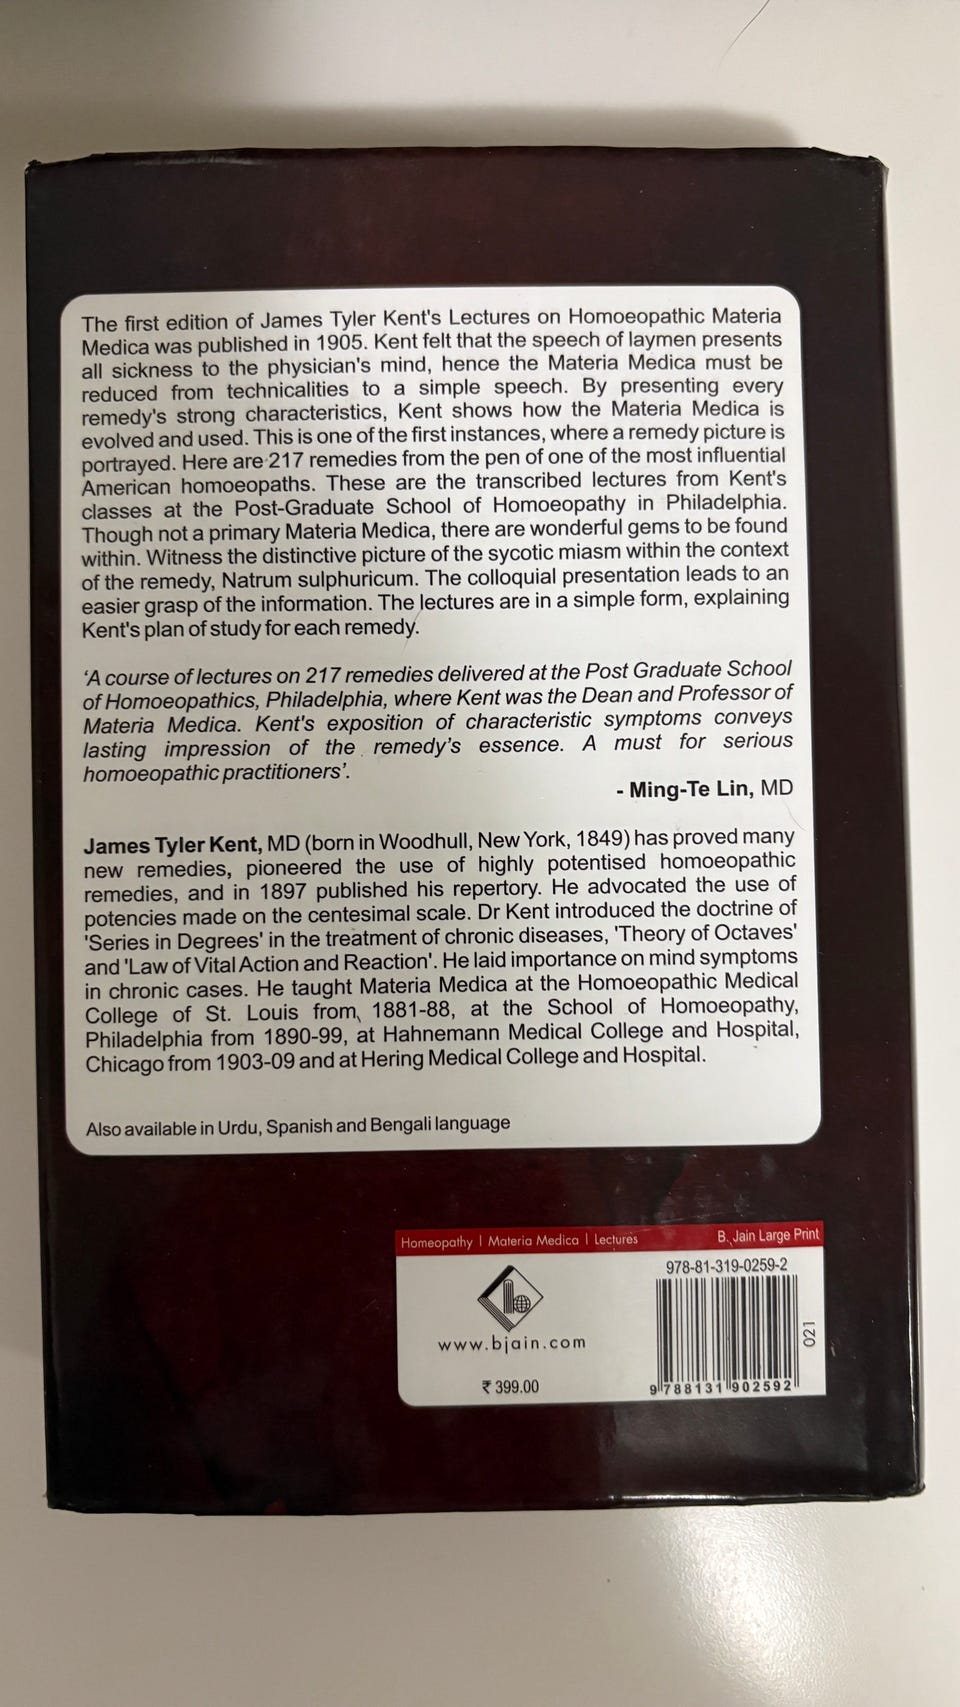 The first edition of James Tyler Kent's Lectures on Homoeopathic Materia
Medica was published in 1905. Kent felt that the speech of laymen presents
all sickness to the physician's mind, hence the Materia Medica must be
reduced from technicalities to a simple speech. By presenting every
remedy's strong characteristics, Kent shows how the Materia Medica is
evolved and used. This is one of the first instances, where a remedy picture is
portrayed. Here are 217 remedies from the pen of one of the most influential
American homoeopaths. These are the transcribed lectures from Kent's
classes at the Post-Graduate School of Homoeopathy in Philadelphia.
Though not a primary Materia Medica, there are wonderful gems to be found
within. Witness the distinctive picture of the sycotic miasm within the context
of the remedy, Natrum sulphuricum. The colloquial presentation leads to an
easier grasp of the information. The lectures are in a simple form, explaining
Kent's plan of study for each remedy.
'A course of lectures on 217 remedies delivered at the Post Graduate School
of Homoeopathics, Philadelphia, where Kent was the Dean and Professor of
Materia Medica. Kent's exposition of characteristic symptoms conveys
lasting impression of the remedy's essence. A must for serious
homoeopathic practitioners'.
- Ming-Te Lin, MD
James Tyler Kent, MD (born in Woodhull, New York, 1849) has proved many
new remedies, pioneered the use of highly potentised homoeopathic
remedies, and in 1897 published his repertory. He advocated the use of
potencies made on the centesimal scale. Dr Kent introduced the doctrine of
'Series in Degrees' in the treatment of chronic diseases, 'Theory of Octaves'
and 'Law of Vital Action and Reaction'. He laid importance on mind symptoms
in chronic cases. He taught Materia Medica at the Homoeopathic Medical
College of St. Louis from 1881-88, at the School of Homoeopathy,
Philadelphia from 1890-99, at Hahnemann Medical College and Hospital,
Chicago from 1903-09 and at Hering Medical College and Hospital.
Also available in Urdu, Spanish and Bengali language
Homeopathy | Materia Medica | Lectures
B. Jain Large Print
978-81-319-0259-2
www.bjain.com
021
₹ 399.00
9 788131 902592